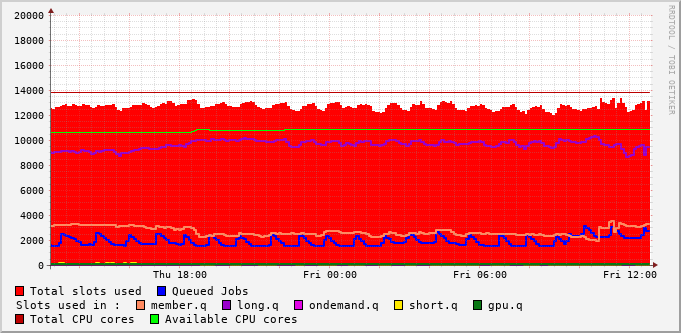 20000
18000
16000
14000
12000
10000
8000
6000
4000
2000
0
Thu 18:00 Fri 00:00 Fri 06:00 Fri 12:00
Total slots used Queued Jobs
Slots used in : member.q long.q ondemand.q short.q gpu.q
Total CPU cores Available CPU cores
RRDTOOL / TOBI OETIKER